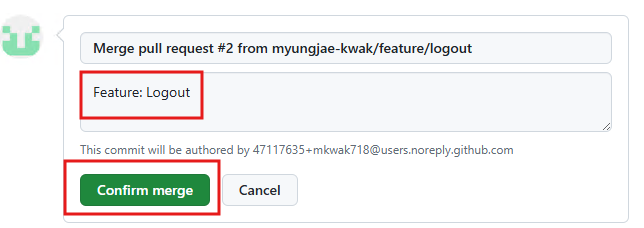 Merge pull request #2 from myungjae-kwak/feature/logout
Feature: Logout
This commit will be authored by 47117635+mkwak718@users.noreply.github.com
Confirm merge
Cancel